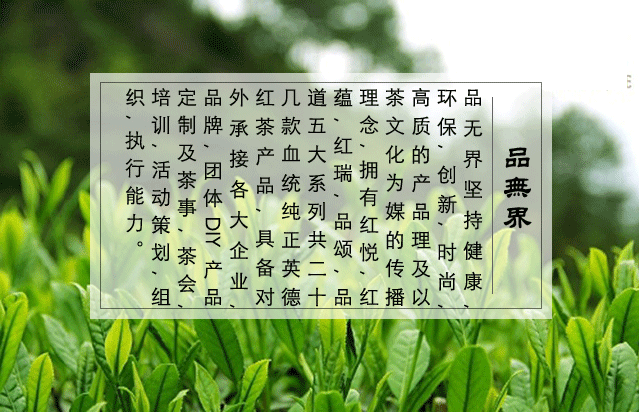 品無界
品无界坚持健康、
环保、创新、时尚、
高质的产品理及以
茶文化为媒的传播
理念、拥有红悦、红
蕴、红瑞、品颂、品
道五大系列共二十
几款血统纯正英德
红茶产品、具备对
外承接各大企业、
品牌、团体DIY产品
定制及茶事、茶会、
培训、活动策划、组
织、执行能力。